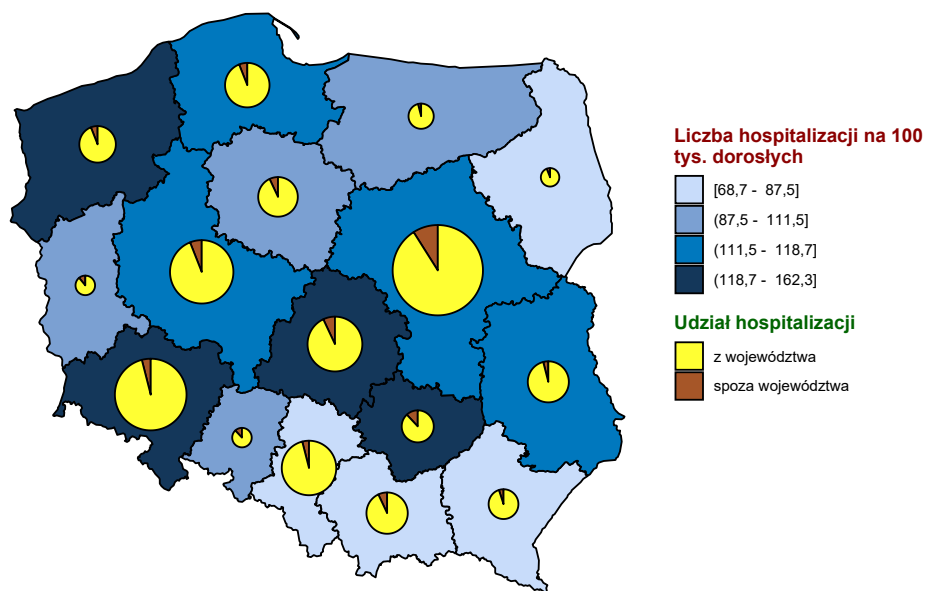 Liczba hospitalizacji na 100
tys. dorosłych
[68,7 - 87,5]
(87,5 - 111,5]
(111,5 - 118,7]
(118,7 - 162,3]
Udział hospitalizacji
z województwa
spoza województwa